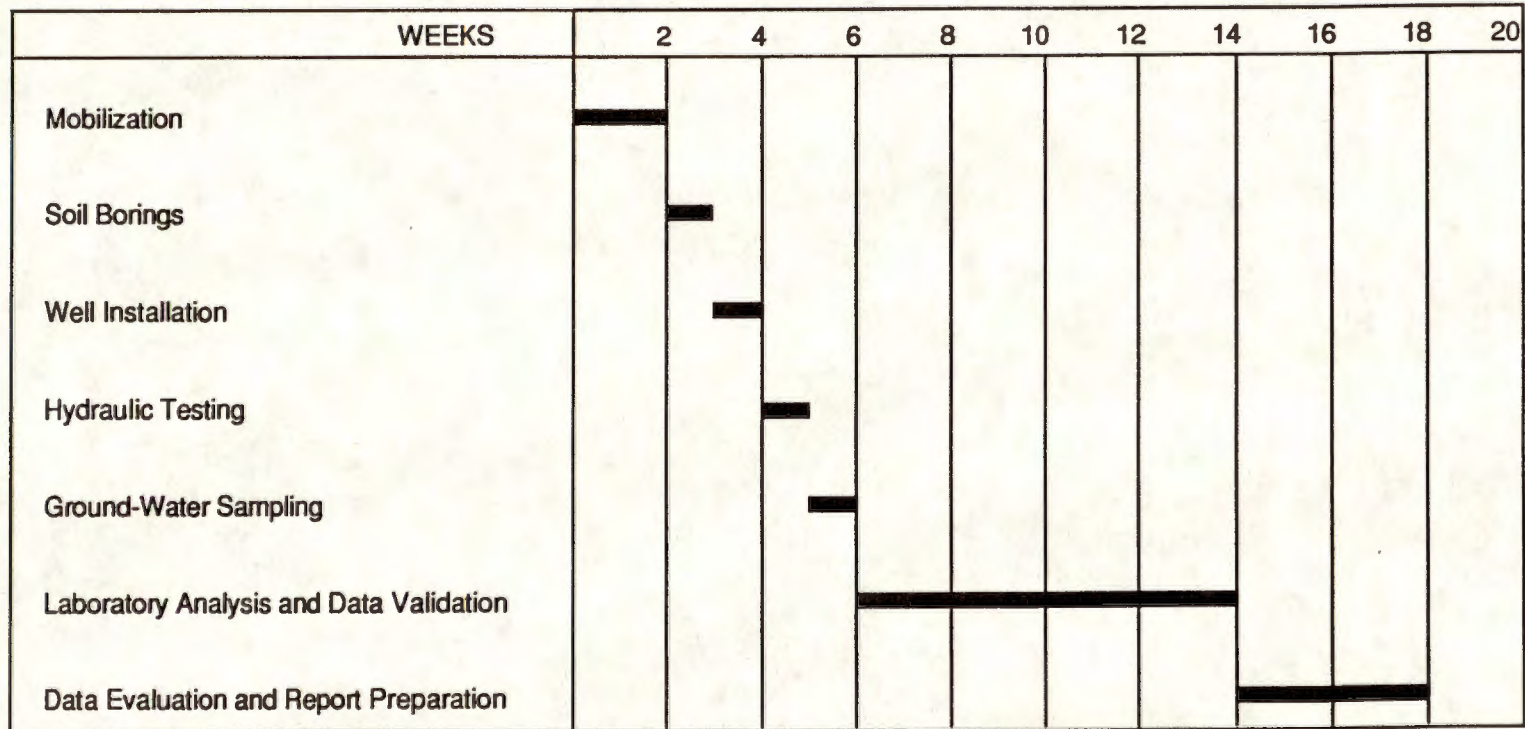 WEEKS 2 4 6 8 10 12 14 16 18 20
Mobilization
Soil Borings
Well Installation
Hydraulic Testing
Ground-Water Sampling
Laboratory Analysis and Data Validation
Data Evaluation and Report Preparation